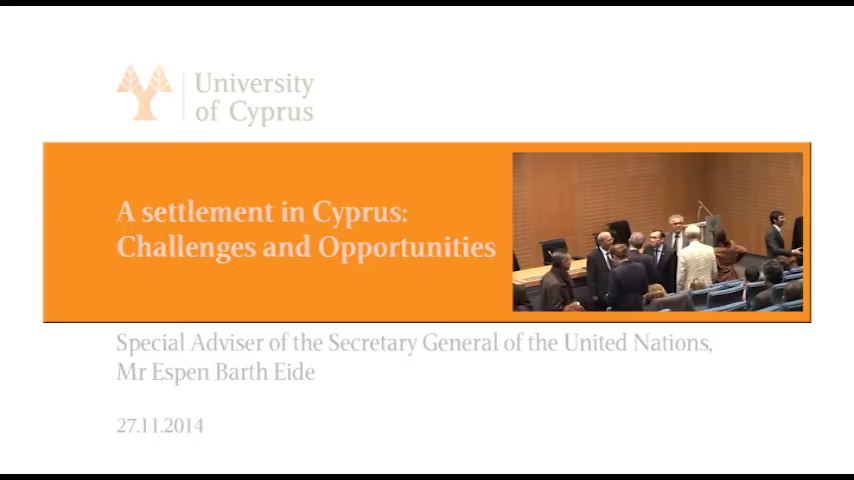 University
of Cyprus
A settlement in Cyprus:
Challenges and Opportunities
Special Adviser of the Secretary General of the United Nations,
Mr Espen Barth Eide
27.11.2014